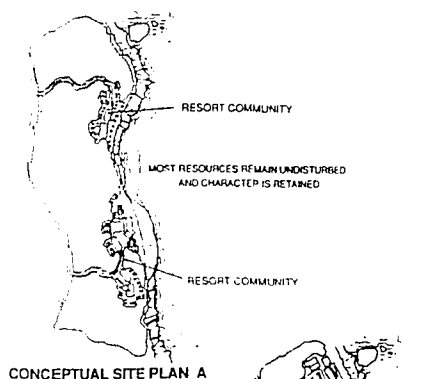 RESORT COMMUNITY
MOST RESOURCES REMAIN UNDISTURBED
AND CHARACTER IS RETAINED
RESORT COMMUNITY
CONCEPTUAL SITE PLAN A